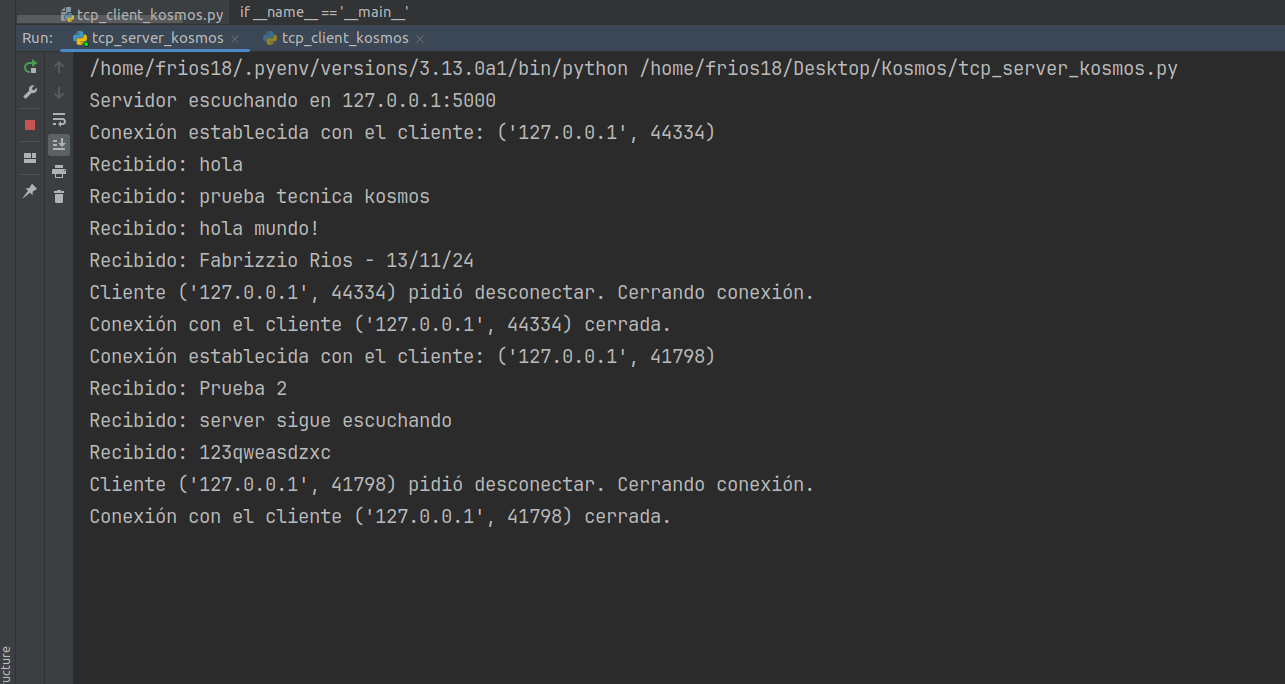 tcp_client_kosmos.py if __name__ == '__main__'
Run: tcp_server_kosmos × tcp_client_kosmos ×
/home/frios18/.pyenv/versions/3.13.0a1/bin/python /home/frios18/Desktop/Kosmos/tcp_server_kosmos.py
Servidor escuchando en 127.0.0.1:5000
Conexión establecida con el cliente: ('127.0.0.1', 44334)
Recibido: hola
Recibido: prueba tecnica kosmos
Recibido: hola mundo!
Recibido: Fabrizzio Rios - 13/11/24
Cliente ('127.0.0.1', 44334) pidió desconectar. Cerrando conexión.
Conexión con el cliente ('127.0.0.1', 44334) cerrada.
Conexión establecida con el cliente: ('127.0.0.1', 41798)
Recibido: Prueba 2
Recibido: server sigue escuchando
Recibido: 123qweasdzxc
Cliente ('127.0.0.1', 41798) pidió desconectar. Cerrando conexión.
Conexión con el cliente ('127.0.0.1', 41798) cerrada.
ucture